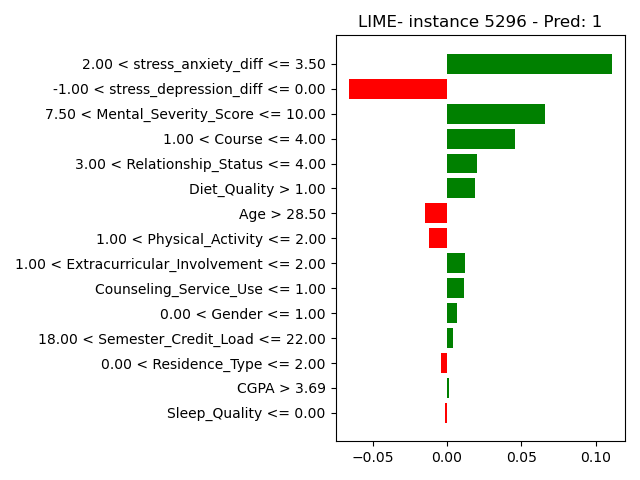 LIME- instance 5296 - Pred: 1
2.00 < stress_anxiety_diff <= 3.50
-1.00 < stress_depression_diff <= 0.00
7.50 < Mental_Severity_Score <= 10.00
1.00 < Course <= 4.00
3.00 < Relationship_Status <= 4.00
Diet_Quality > 1.00
Age > 28.50
1.00 < Physical_Activity <= 2.00
1.00 < Extracurricular_Involvement <= 2.00
Counseling_Service_Use <= 1.00
0.00 < Gender <= 1.00
18.00 < Semester_Credit_Load <= 22.00
0.00 < Residence_Type <= 2.00
CGPA > 3.69
Sleep_Quality <= 0.00
−0.05 0.00 0.05 0.10